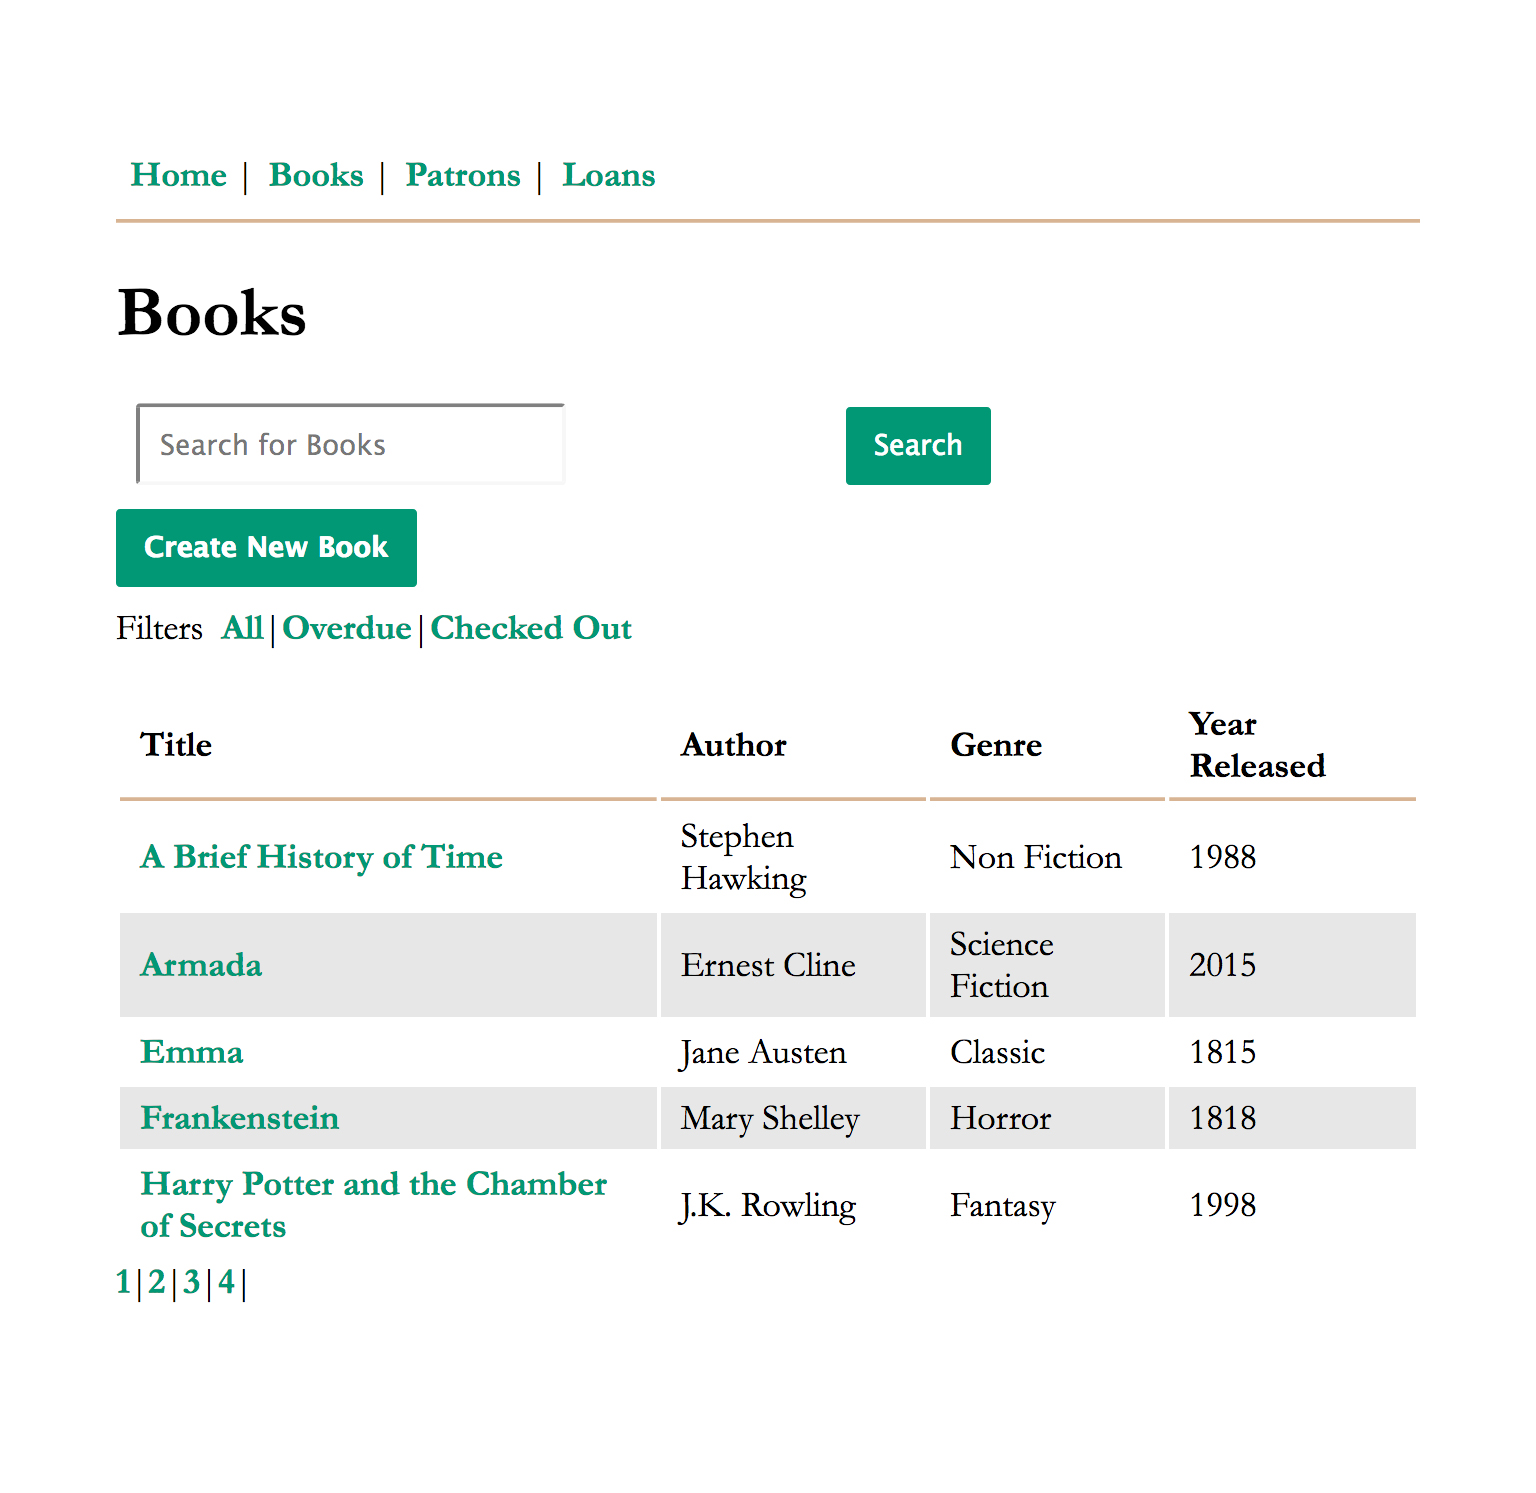 Home | Books | Patrons | Loans
Books
Search for Books
Search
Create New Book
Filters All | Overdue | Checked Out
Title Author Genre Year Released
A Brief History of Time Stephen Hawking Non Fiction 1988
Armada Ernest Cline Science Fiction 2015
Emma Jane Austen Classic 1815
Frankenstein Mary Shelley Horror 1818
Harry Potter and the Chamber of Secrets J.K. Rowling Fantasy 1998
1|2|3|4|